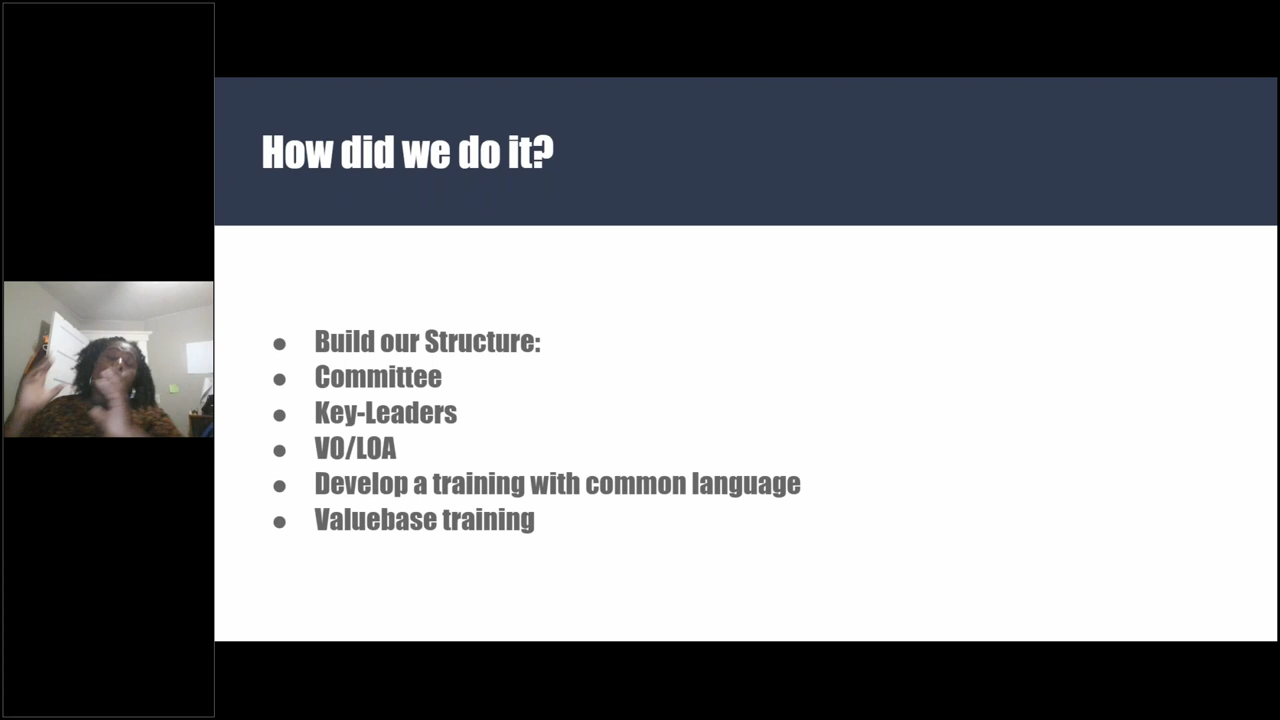 How did we do it?
● Build our Structure:
● Committee
● Key-Leaders
● VO/LOA
● Develop a training with common language
● Valuebase training